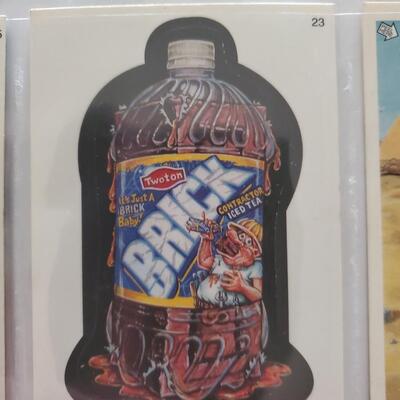 23
Twoton
It's Just A
BRICK
Baby!
BRICK
CONTRACTOR
ICED TEA